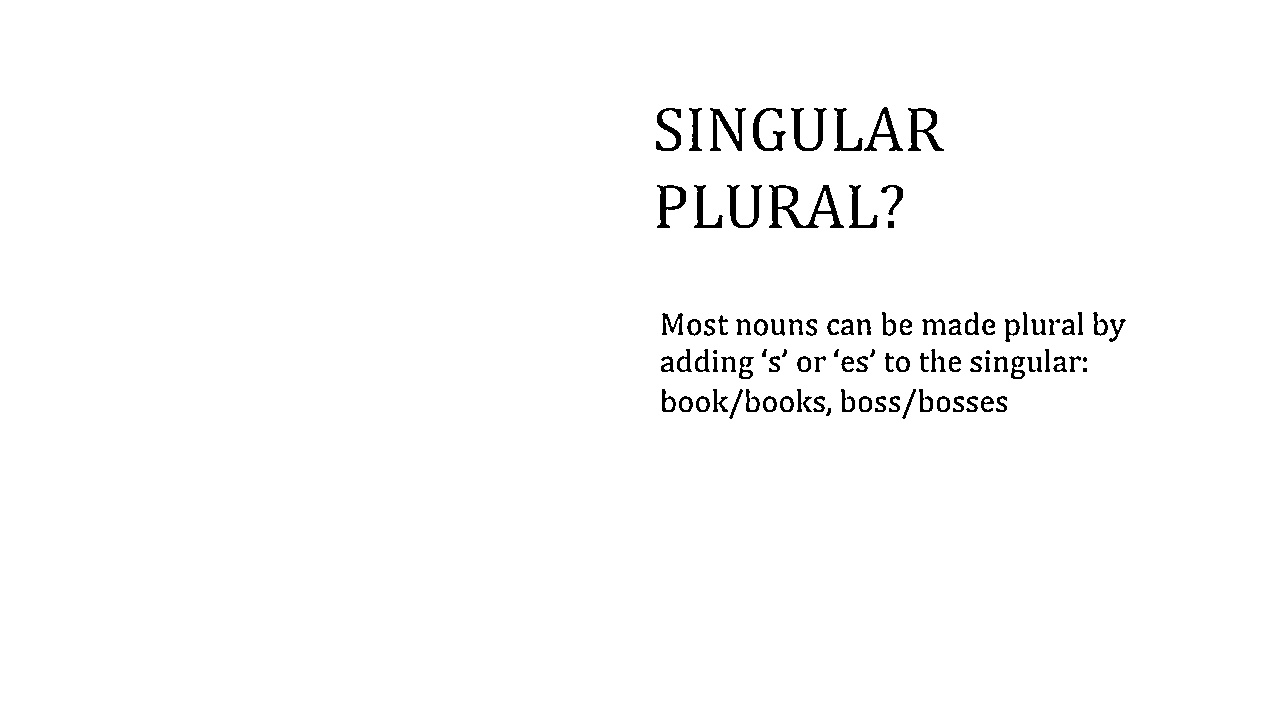 SINGULAR
PLURAL?
Most nouns can be made plural by
adding ‘s’ or ‘es’ to the singular:
book/books, boss/bosses